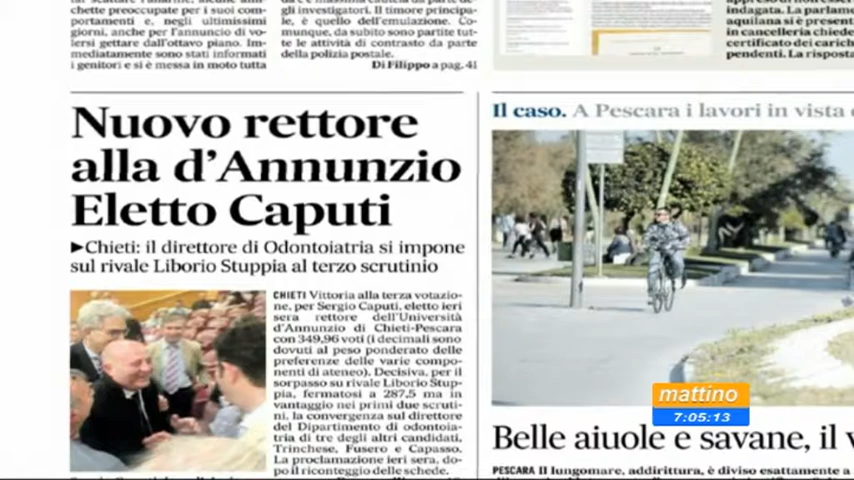 chette preoccupate per i suoi com-
portamenti e, negli ultimissimi
giorni, anche per l'annuncio di vo-
lersi gettare dall'ottavo piano. Im-
mediatamente sono stati informati
i genitori e si è messa in moto tutta
gli investigatori. Il timore principa-
le, è quello dell'emulazione. Co-
munque, da subito sono partite tut-
te le attività di contrasto da parte
della polizia postale.
Di Filippo a pag. 41
indagata. La parlame
aquilana si è present
in cancelleria chiede
certificato dei carich
pendenti. La risposta
Nuovo rettore
alla d'Annunzio
Eletto Caputi
►Chieti: il direttore di Odontoiatria si impone
sul rivale Liborio Stuppia al terzo scrutinio
CHIETI Vittoria alla terza votazio-
ne, per Sergio Caputi, eletto ieri
sera rettore dell'Università
d'Annunzio di Chieti-Pescara
con 349,96 voti (i decimali sono
dovuti al peso ponderato delle
preferenze delle varie compo-
nenti di ateneo). Decisiva, per il
sorpasso su rivale Liborio Stup-
pia, fermatosi a 287,5 ma in
vantaggio nei primi due scruti-
ni, la convergenza sul direttore
del Dipartimento di odontoia-
tria di tre degli altri candidati,
Trinchese, Fusero e Capasso.
La proclamazione ieri sera, do-
po il riconteggio delle schede.
Il caso. A Pescara i lavori in vista
mattino
7:05:13
Belle aiuole e savane, il v
PESCARA Il lungomare, addirittura, è diviso esattamente a